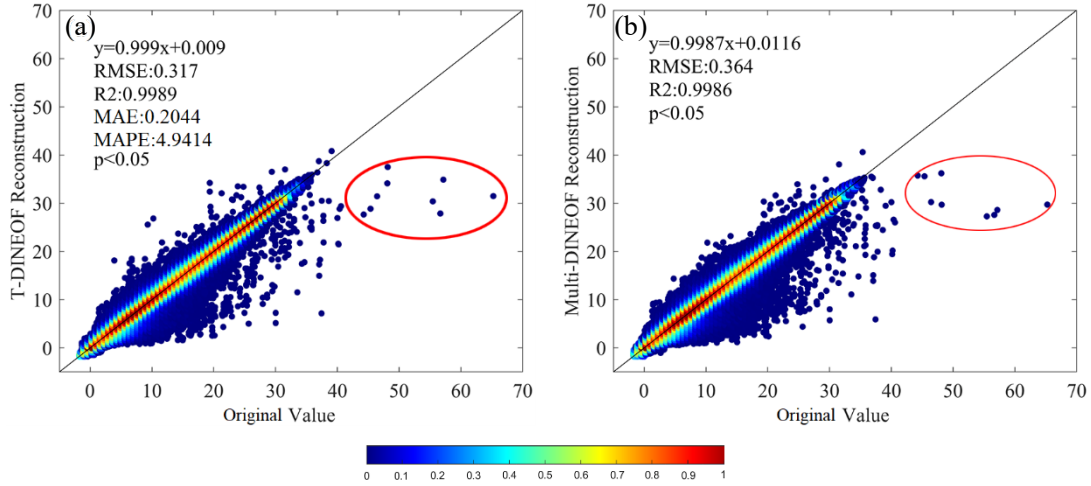 (a)
y=0.999x+0.009
RMSE:0.317
R2:0.9989
MAE:0.2044
MAPE:4.9414
p<0.05
T-DINEOF Reconstruction
70
60
50
40
30
20
10
0
0 10 20 30 40 50 60 70
Original Value
(b)
y=0.9987x+0.0116
RMSE:0.364
R2:0.9986
p<0.05
Multi-DINEOF Reconstruction
70
60
50
40
30
20
10
0
0 10 20 30 40 50 60 70
Original Value
0 0.1 0.2 0.3 0.4 0.5 0.6 0.7 0.8 0.9 1